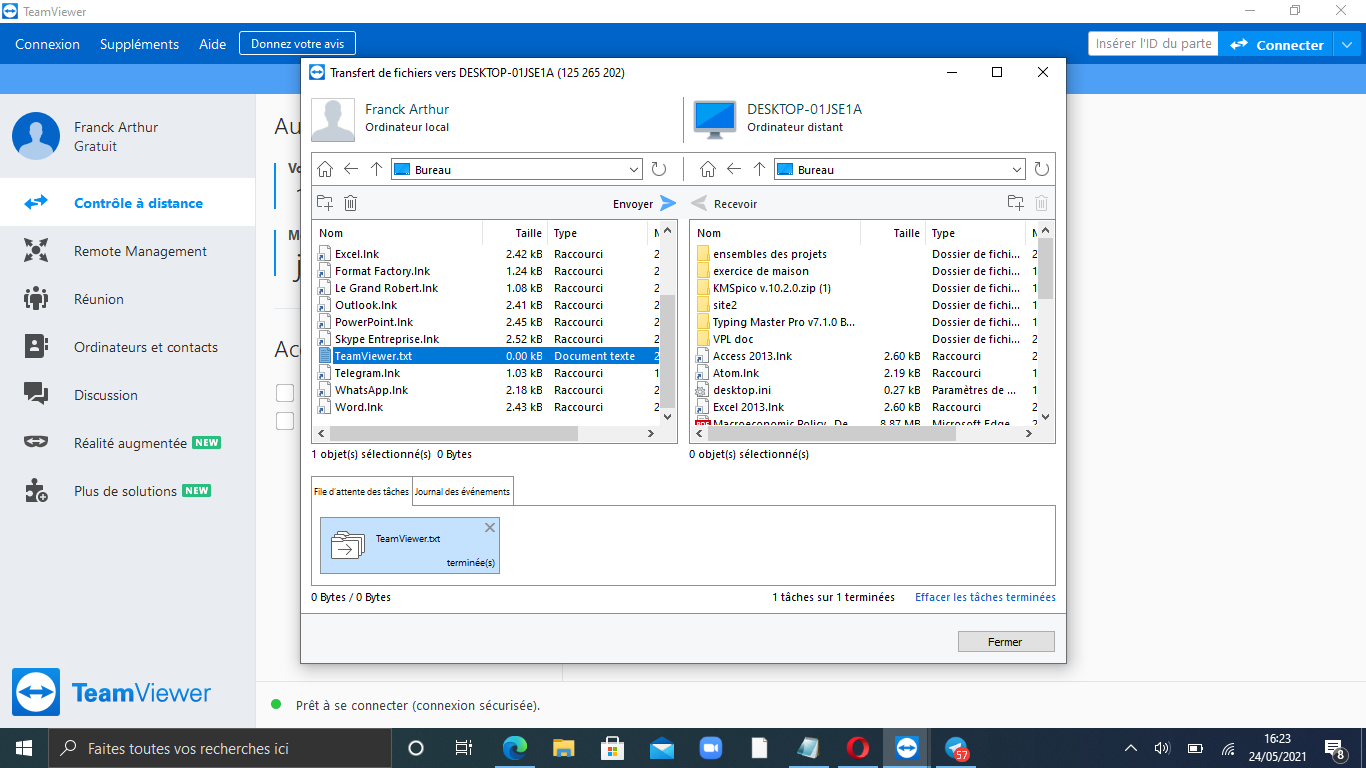 TeamViewer
Connexion Suppléments Aide Donnez votre avis
Insérer l'ID du parte Connecter
Transfert de fichiers vers DESKTOP-01JSE1A (125 265 202)
Franck Arthur
Gratuit
Contrôle à distance
Remote Management
Réunion
Ordinateurs et contacts
Discussion
Réalité augmentée NEW
Plus de solutions NEW
TeamViewer
Franck Arthur
Ordinateur local
DESKTOP-01JSE1A
Ordinateur distant
Bureau
Bureau
Envoyer
Recevoir
Nom Taille Type
Excel.lnk 2.42 kB Raccourci 2
Format Factory.lnk 1.24 kB Raccourci 2
Le Grand Robert.lnk 1.08 kB Raccourci 2
Outlook.lnk 2.41 kB Raccourci 2
PowerPoint.lnk 2.45 kB Raccourci 2
Skype Entreprise.lnk 2.52 kB Raccourci 2
TeamViewer.txt 0.00 kB Document texte 2
Telegram.lnk 1.03 kB Raccourci 1
WhatsApp.lnk 2.18 kB Raccourci 2
Word.lnk 2.43 kB Raccourci 2
1 objet(s) sélectionné(s) 0 Bytes
Nom Taille Type
ensembles des projets Dossier de fichi... 2
exercice de maison Dossier de fichi... 1
KMSpico v.10.2.0.zip (1) Dossier de fichi... 1
site2 Dossier de fichi... 1
Typing Master Pro v7.1.0 B... Dossier de fichi... 1
VPL doc Dossier de fichi... 2
Access 2013.lnk 2.60 kB Raccourci 1
Atom.lnk 2.19 kB Raccourci 1
desktop.ini 0.27 kB Paramètres de ... 1
Excel 2013.lnk 2.60 kB Raccourci 1
Macroeconomic Policy_ De... 8.87 MB Microsoft Edge
0 objet(s) sélectionné(s)
File d'attente des tâches Journal des événements
TeamViewer.txt
terminée(s)
0 Bytes / 0 Bytes
1 tâches sur 1 terminées Effacer les tâches terminées
Fermer
Prêt à se connecter (connexion sécurisée).
Faites toutes vos recherches ici
57
16:23
24/05/2021
8